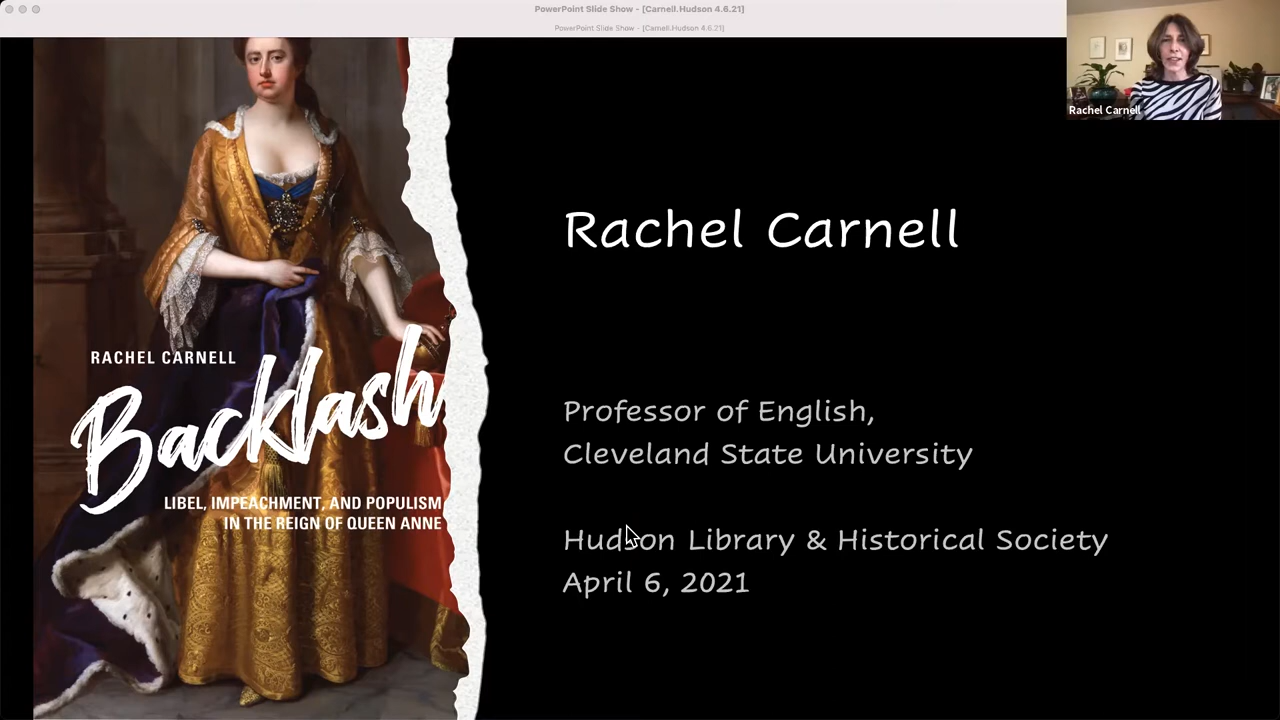 PowerPoint Slide Show - [Carnell.Hudson 4.6.21]
PowerPoint Slide Show - [Carnell.Hudson 4.6.21]
Rachel Carnell
RACHEL CARNELL
Backlash
LIBEL, IMPEACHMENT, AND POPULISM
IN THE REIGN OF QUEEN ANNE
Rachel Carnell
Professor of English,
Cleveland State University
Hudson Library & Historical Society
April 6, 2021